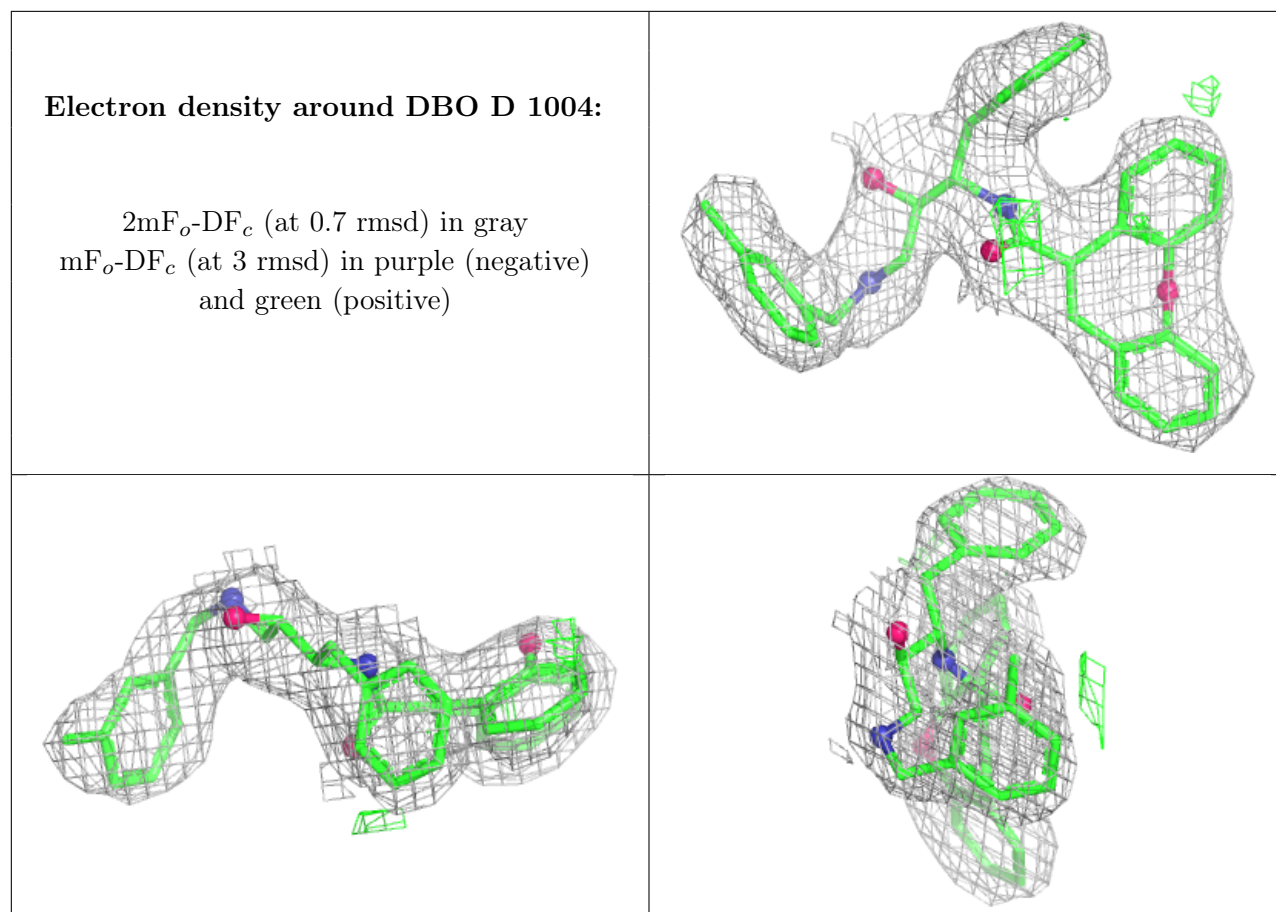 Electron density around DBO D 1004:
2mFₒ-DF𝒸 (at 0.7 rmsd) in gray
mFₒ-DF𝒸 (at 3 rmsd) in purple (negative)
and green (positive)